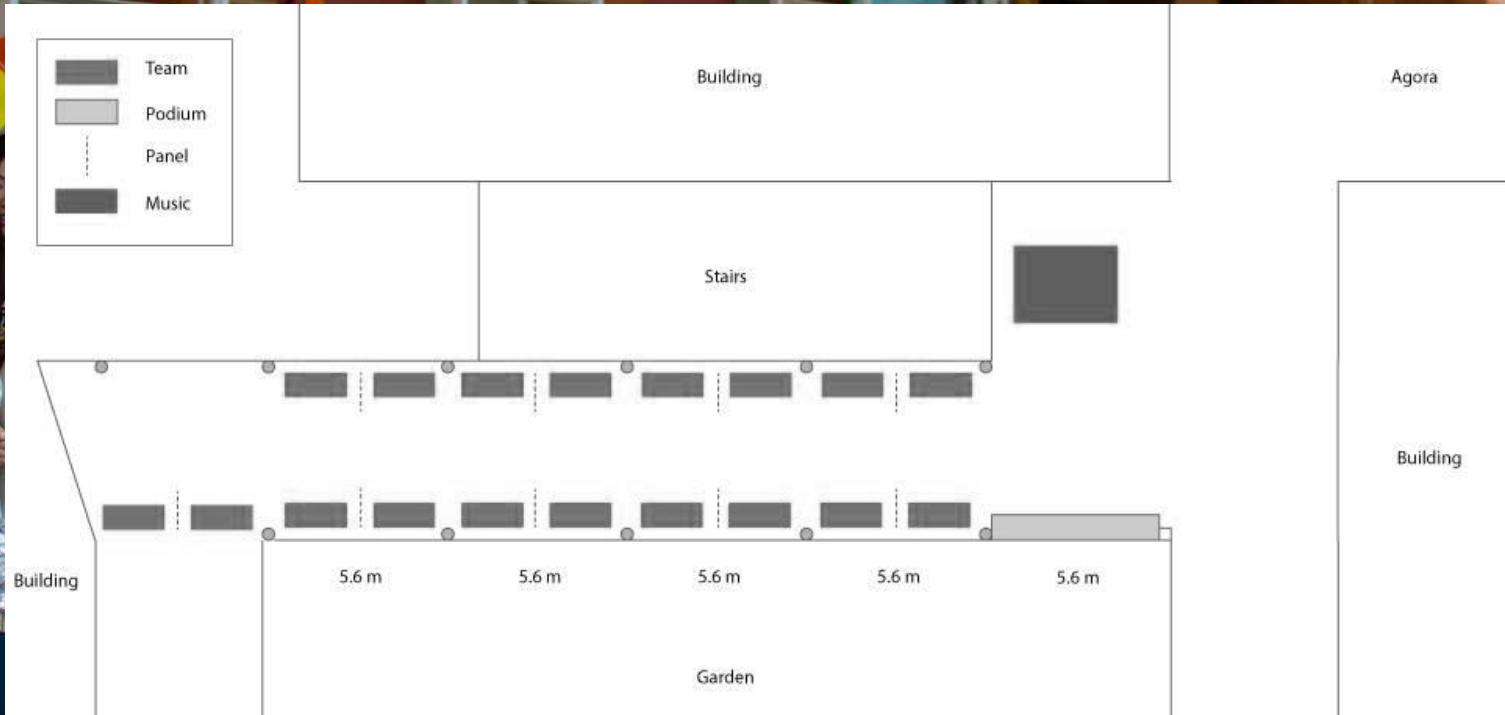 Team
Podium
Panel
Music
Building
Agora
Stairs
Building
Building
5.6 m
5.6 m
5.6 m
5.6 m
5.6 m
Garden